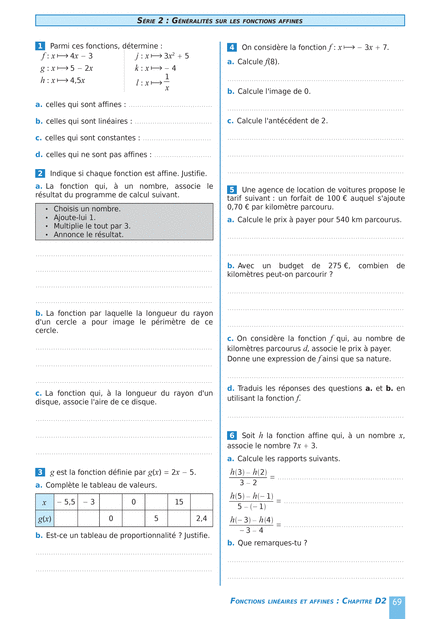 SÉRIE 2 : GÉNÉRALITÉS SUR LES FONCTIONS AFFINES
1 Parmi ces fonctions, détermine :
f : x ⟼ 4x − 3
j : x ⟼ 3x² + 5
g : x ⟼ 5 − 2x
k : x ⟼ − 4
h : x ⟼ 4,5x
l : x ⟼ 1/x
a. celles qui sont affines :
b. celles qui sont linéaires :
c. celles qui sont constantes :
d. celles qui ne sont pas affines :
2 Indique si chaque fonction est affine. Justifie.
a. La fonction qui, à un nombre, associe le
résultat du programme de calcul suivant.
• Choisis un nombre.
• Ajoute-lui 1.
• Multiplie le tout par 3.
• Annonce le résultat.
b. La fonction par laquelle la longueur du rayon
d'un cercle a pour image le périmètre de ce
cercle.
c. La fonction qui, à la longueur du rayon d'un
disque, associe l'aire de ce disque.
3 g est la fonction définie par g(x) = 2x − 5.
a. Complète le tableau de valeurs.
x − 5,5 − 3 0 15
g(x) 0 5 2,4
b. Est-ce un tableau de proportionnalité ? Justifie.
4 On considère la fonction f : x ⟼ − 3x + 7.
a. Calcule f(8).
b. Calcule l'image de 0.
c. Calcule l'antécédent de 2.
5 Une agence de location de voitures propose le
tarif suivant : un forfait de 100 € auquel s'ajoute
0,70 € par kilomètre parcouru.
a. Calcule le prix à payer pour 540 km parcourus.
b. Avec un budget de 275 €, combien de
kilomètres peut-on parcourir ?
c. On considère la fonction f qui, au nombre de
kilomètres parcourus d, associe le prix à payer.
Donne une expression de f ainsi que sa nature.
d. Traduis les réponses des questions a. et b. en
utilisant la fonction f.
6 Soit h la fonction affine qui, à un nombre x,
associe le nombre 7x + 3.
a. Calcule les rapports suivants.
h(3) − h(2) / 3 − 2 =
h(5) − h(− 1) / 5 − (− 1) =
h(− 3) − h(4) / − 3 − 4 =
b. Que remarques-tu ?
FONCTIONS LINÉAIRES ET AFFINES : CHAPITRE D2 69